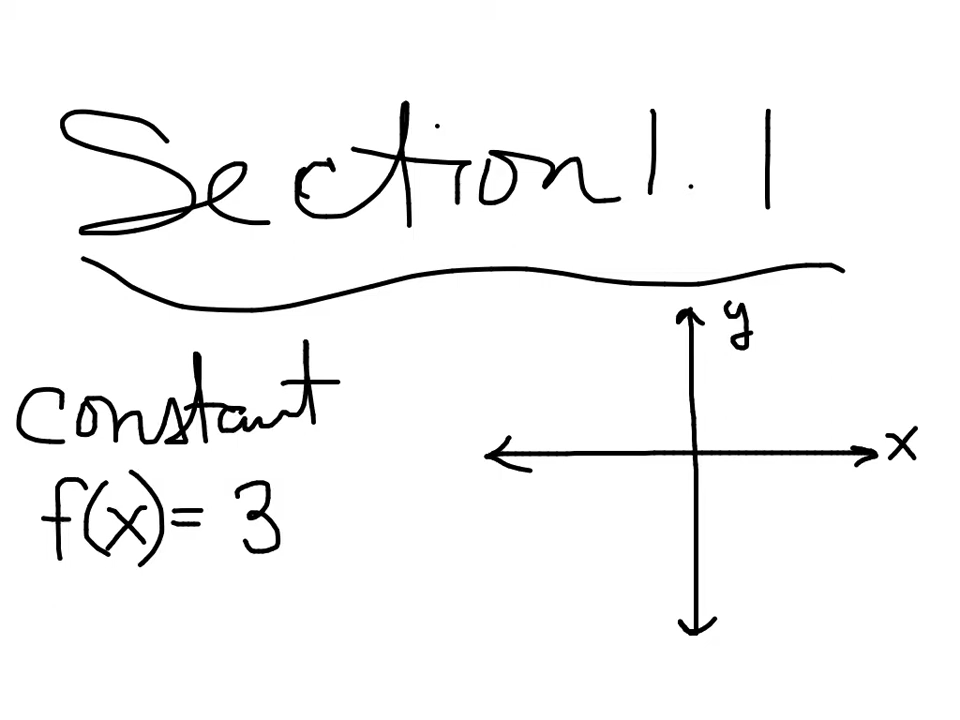 Section 1.1
constant
f(x) = 3
y
x